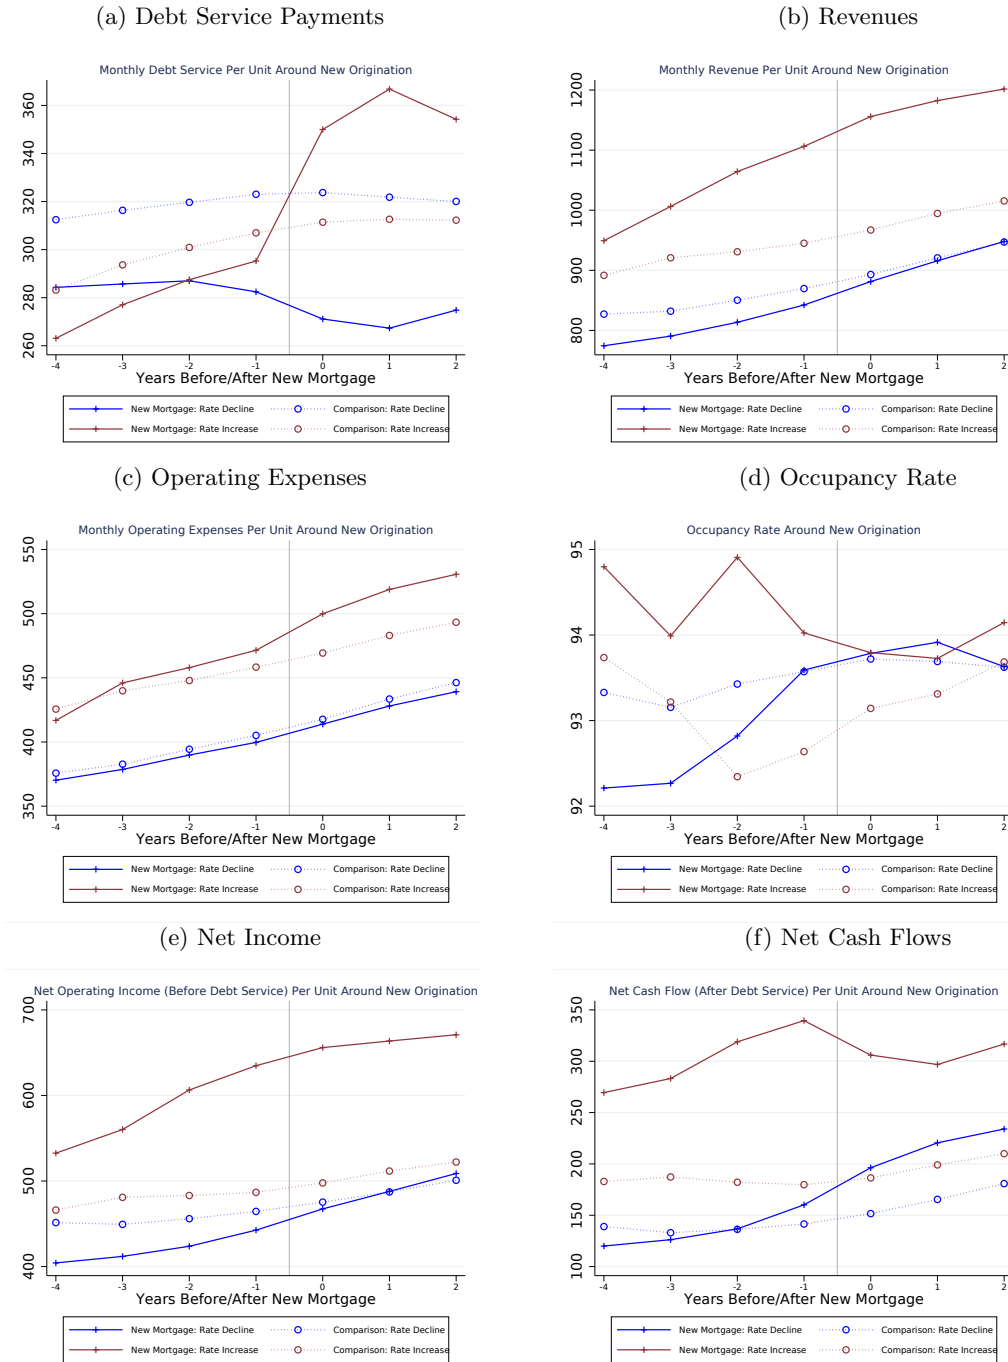 (a) Debt Service Payments
Monthly Debt Service Per Unit Around New Origination
360
340
320
300
280
260
-4 -3 -2 -1 0 1 2
Years Before/After New Mortgage
New Mortgage: Rate Decline Comparison: Rate Decline
New Mortgage: Rate Increase Comparison: Rate Increase
(b) Revenues
Monthly Revenue Per Unit Around New Origination
1200
1100
1000
900
800
-4 -3 -2 -1 0 1 2
Years Before/After New Mortgage
New Mortgage: Rate Decline Comparison: Rate Decline
New Mortgage: Rate Increase Comparison: Rate Increase
(c) Operating Expenses
Monthly Operating Expenses Per Unit Around New Origination
550
500
450
400
350
-4 -3 -2 -1 0 1 2
Years Before/After New Mortgage
New Mortgage: Rate Decline Comparison: Rate Decline
New Mortgage: Rate Increase Comparison: Rate Increase
(d) Occupancy Rate
Occupancy Rate Around New Origination
95
94
93
92
-4 -3 -2 -1 0 1 2
Years Before/After New Mortgage
New Mortgage: Rate Decline Comparison: Rate Decline
New Mortgage: Rate Increase Comparison: Rate Increase
(e) Net Income
Net Operating Income (Before Debt Service) Per Unit Around New Origination
700
600
500
400
-4 -3 -2 -1 0 1 2
Years Before/After New Mortgage
New Mortgage: Rate Decline Comparison: Rate Decline
New Mortgage: Rate Increase Comparison: Rate Increase
(f) Net Cash Flows
Net Cash Flow (After Debt Service) Per Unit Around New Origination
350
300
250
200
150
100
-4 -3 -2 -1 0 1 2
Years Before/After New Mortgage
New Mortgage: Rate Decline Comparison: Rate Decline
New Mortgage: Rate Increase Comparison: Rate Increase